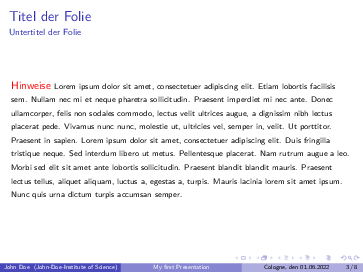 Titel der Folie
Untertitel der Folie
Hinweise Lorem ipsum dolor sit amet, consectetuer adipiscing elit. Etiam lobortis facilisis
sem. Nullam nec mi et neque pharetra sollicitudin. Praesent imperdiet mi nec ante. Donec
ullamcorper, felis non sodales commodo, lectus velit ultrices augue, a dignissim nibh lectus
placerat pede. Vivamus nunc nunc, molestie ut, ultricies vel, semper in, velit. Ut porttitor.
Praesent in sapien. Lorem ipsum dolor sit amet, consectetuer adipiscing elit. Duis fringilla
tristique neque. Sed interdum libero ut metus. Pellentesque placerat. Nam rutrum augue a leo.
Morbi sed elit sit amet ante lobortis sollicitudin. Praesent blandit blandit mauris. Praesent
lectus tellus, aliquet aliquam, luctus a, egestas a, turpis. Mauris lacinia lorem sit amet ipsum.
Nunc quis urna dictum turpis accumsan semper.
John Doe (John-Doe-Institute of Science) My first Presentation Cologne, den 01.06.2022 3 / 8